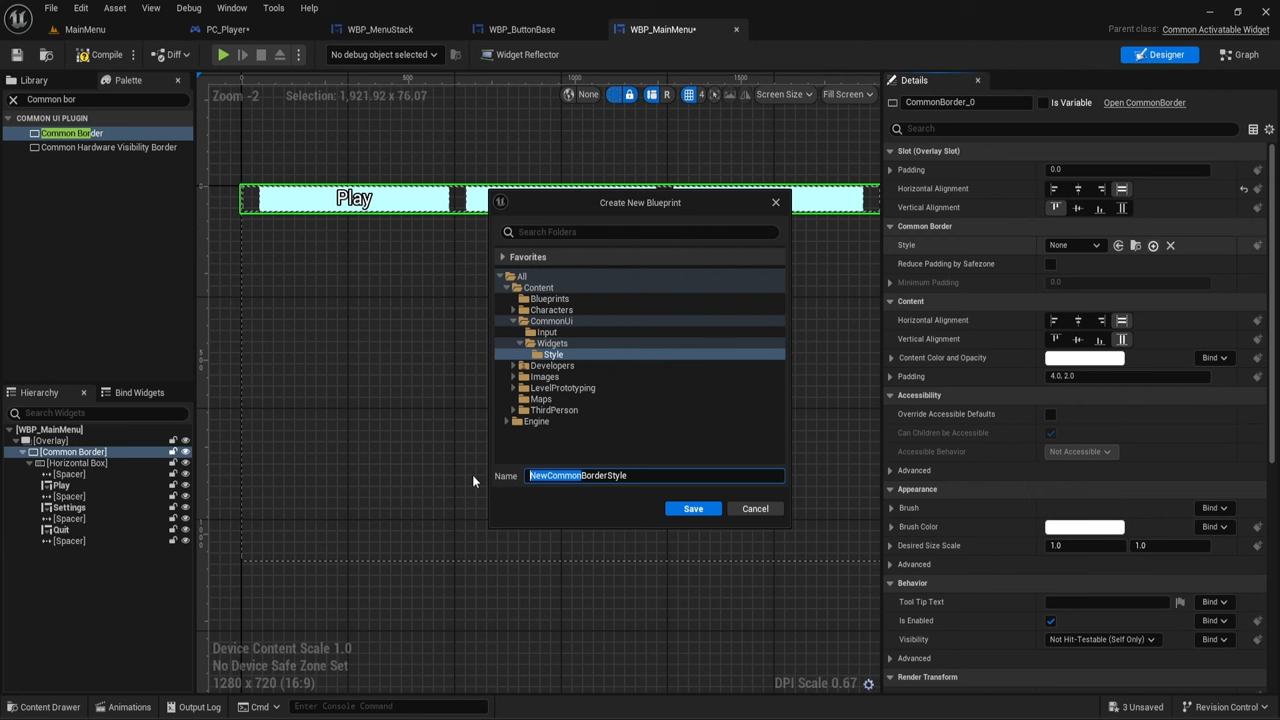 File Edit Asset View Debug Window Tools Help
MainMenu PC_Player* WBP_MenuStack WBP_ButtonBase WBP_MainMenu* Parent class: Common Activatable Widget
Compile Diff No debug object selected Widget Reflector Designer Graph
Library Palette
Common bor
COMMON UI PLUGIN
Common Border
Common Hardware Visibility Border
Hierarchy Bind Widgets
Search Widgets
[WBP_MainMenu]
[Overlay]
[Common Border]
[Horizontal Box]
[Spacer]
Play
[Spacer]
Settings
[Spacer]
Quit
[Spacer]
0 500 1000 1500
Zoom -2 Selection: 1,921.92 x 76.07 None R 4 Screen Size Fill Screen
Play
Create New Blueprint
Search Folders
Favorites
All
Content
Blueprints
Characters
CommonUi
Input
Widgets
Style
Developers
Images
LevelPrototyping
Maps
ThirdPerson
Engine
Name NewCommonBorderStyle
Save Cancel
Device Content Scale 1.0
No Device Safe Zone Set
1280 x 720 (16:9) DPI Scale 0.67
Details
CommonBorder_0 Is Variable Open CommonBorder
Search
Slot (Overlay Slot)
Padding 0.0
Horizontal Alignment
Vertical Alignment
Common Border
Style None
Reduce Padding by Safezone
Minimum Padding 0.0
Content
Horizontal Alignment
Vertical Alignment
Content Color and Opacity Bind
Padding 4.0, 2.0
Accessibility
Override Accessible Defaults
Can Children be Accessible
Accessible Behavior Not Accessible
Advanced
Appearance
Brush Bind
Brush Color Bind
Desired Size Scale 1.0 1.0 Bind
Advanced
Behavior
Tool Tip Text Bind
Is Enabled Bind
Visibility Not Hit-Testable (Self Only) Bind
Advanced
Render Transform
Content Drawer Animations Output Log Cmd Enter Console Command 3 Unsaved Revision Control